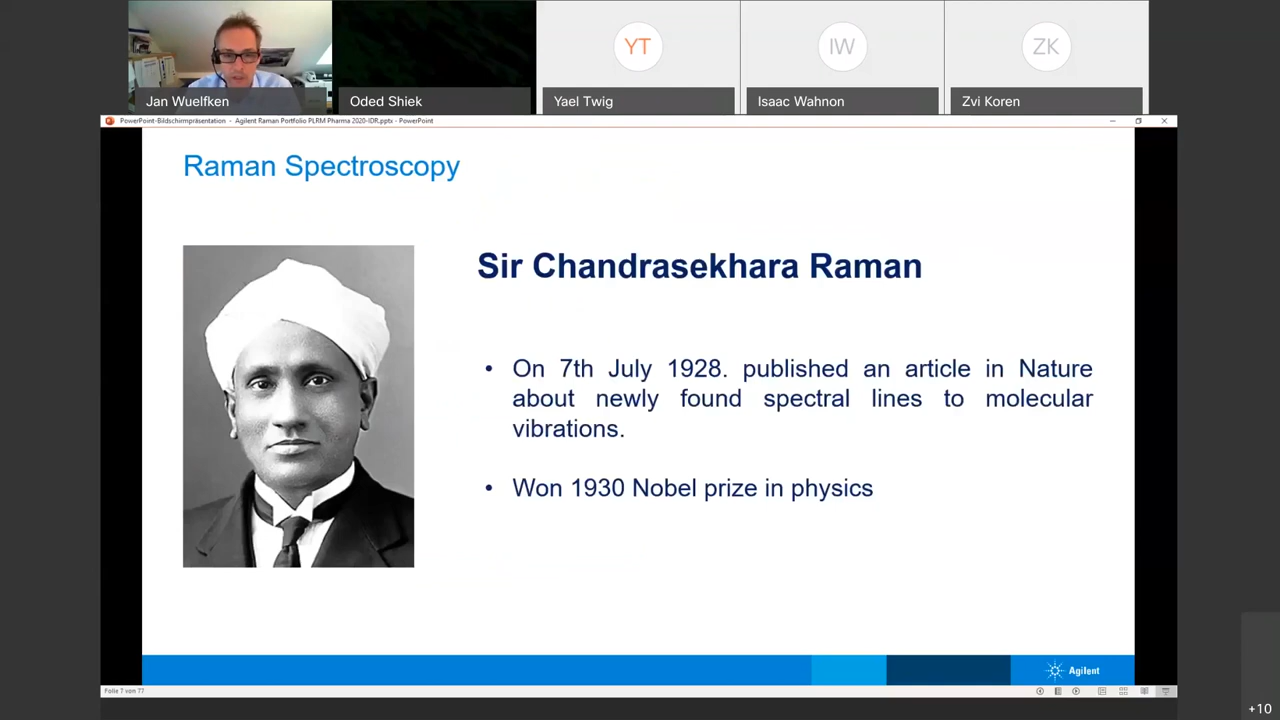 YT
IW
ZK
Jan Wuelfken
Oded Shiek
Yael Twig
Isaac Wahnon
Zvi Koren
PowerPoint-Bildschirmpräsentation - Agilent Raman Portfolio PLRM Pharma 2020-IDR.pptx - PowerPoint
Raman Spectroscopy
Sir Chandrasekhara Raman
• On 7th July 1928. published an article in Nature
about newly found spectral lines to molecular
vibrations.
• Won 1930 Nobel prize in physics
Agilent
Folie 7 von 77
+10